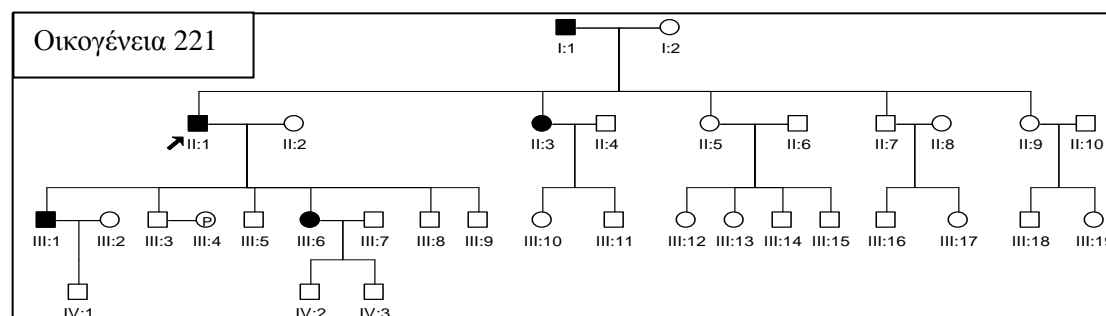 Οικογένεια 221
I:1 I:2
II:1 II:2 II:3 II:4 II:5 II:6 II:7 II:8 II:9 II:10
P
III:1 III:2 III:3 III:4 III:5 III:6 III:7 III:8 III:9 III:10 III:11 III:12 III:13 III:14 III:15 III:16 III:17 III:18 III:19
IV:1 IV:2 IV:3